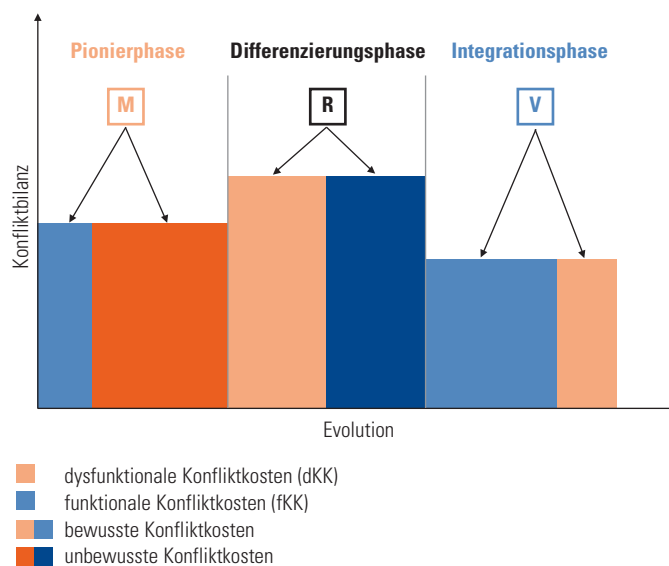 Pionierphase
Differenzierungsphase
Integrationsphase
M
R
V
Konfliktbilanz
Evolution
dysfunktionale Konfliktkosten (dKK)
funktionale Konfliktkosten (fKK)
bewusste Konfliktkosten
unbewusste Konfliktkosten